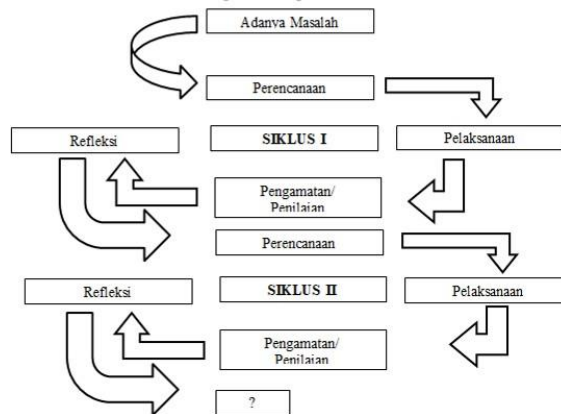 Adanya Masalah
Perencanaan
Refleksi
SIKLUS I
Pelaksanaan
Pengamatan/
Penilaian
Perencanaan
Refleksi
SIKLUS II
Pelaksanaan
Pengamatan/
Penilaian
?